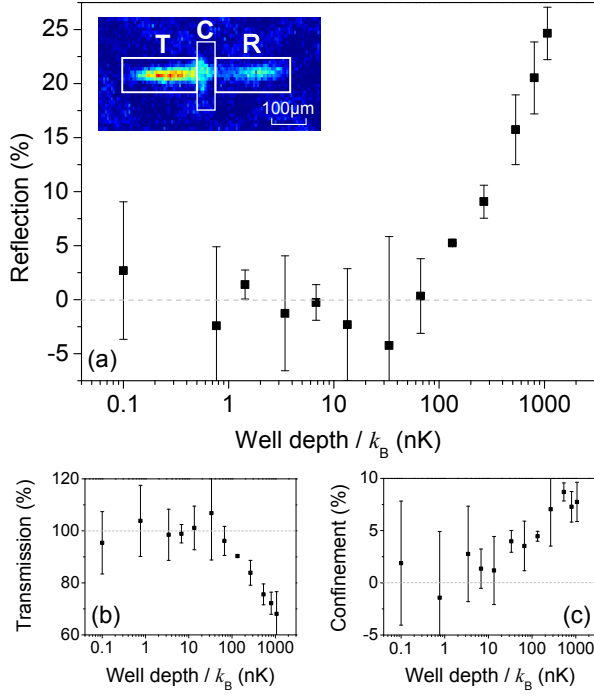 25
20
15
10
5
0
-5
Reflection (%)
T
C
R
100μm
(a)
0.1 1 10 100 1000
Well depth / kB (nK)
120
100
80
60
Transmission (%)
(b)
0.1 1 10 100 1000
Well depth / kB (nK)
10
5
0
-5
Confinement (%)
(c)
0.1 1 10 100 1000
Well depth / kB (nK)